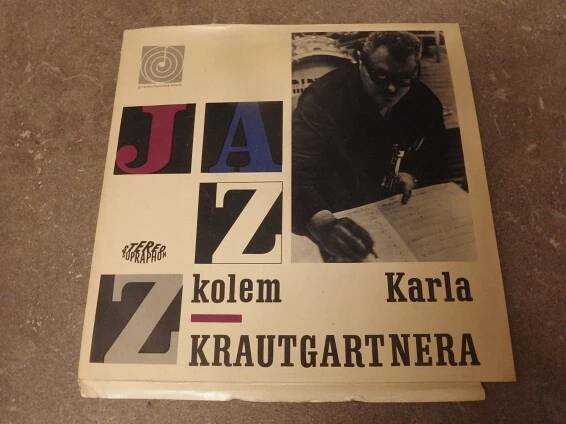 JAZZ
STEREO
SUPRAPHON
kolem Karla
KRAUTGARTNERA